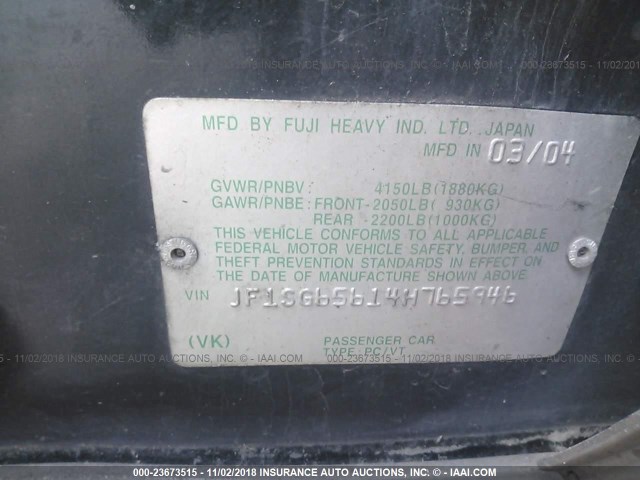 MFD BY FUJI HEAVY IND. LTD. JAPAN
MFD IN 03/04
GVWR/PNBV: 4150LB(1880KG)
GAWR/PNBE: FRONT-2050LB( 930KG)
REAR -2200LB(1000KG)
THIS VEHICLE CONFORMS TO ALL APPLICABLE
FEDERAL MOTOR VEHICLE SAFETY, BUMPER, AND
THEFT PREVENTION STANDARDS IN EFFECT ON
THE DATE OF MANUFACTURE SHOWN ABOVE.
VIN JF1SG65614H765946
(VK) PASSENGER CAR
TYPE PC/VT
000-23673515 - 11/02/2018 INSURANCE AUTO AUCTIONS, INC. - © - IAAI.COM